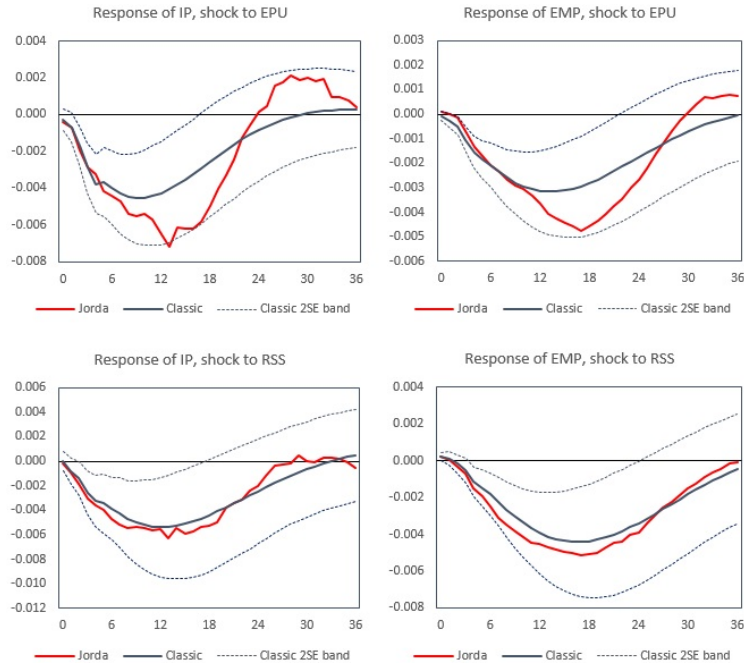 Response of IP, shock to EPU
0.004
0.002
0.000
-0.002
-0.004
-0.006
-0.008
0 6 12 18 24 30 36
Jorda Classic Classic 2SE band
Response of EMP, shock to EPU
0.003
0.002
0.001
0.000
-0.001
-0.002
-0.003
-0.004
-0.005
-0.006
0 6 12 18 24 30 36
Jorda Classic Classic 2SE band
Response of IP, shock to RSS
0.006
0.004
0.002
0.000
-0.002
-0.004
-0.006
-0.008
-0.010
-0.012
0 6 12 18 24 30 36
Jorda Classic Classic 2SE band
Response of EMP, shock to RSS
0.004
0.002
0.000
-0.002
-0.004
-0.006
-0.008
0 6 12 18 24 30 36
Jorda Classic Classic 2SE band